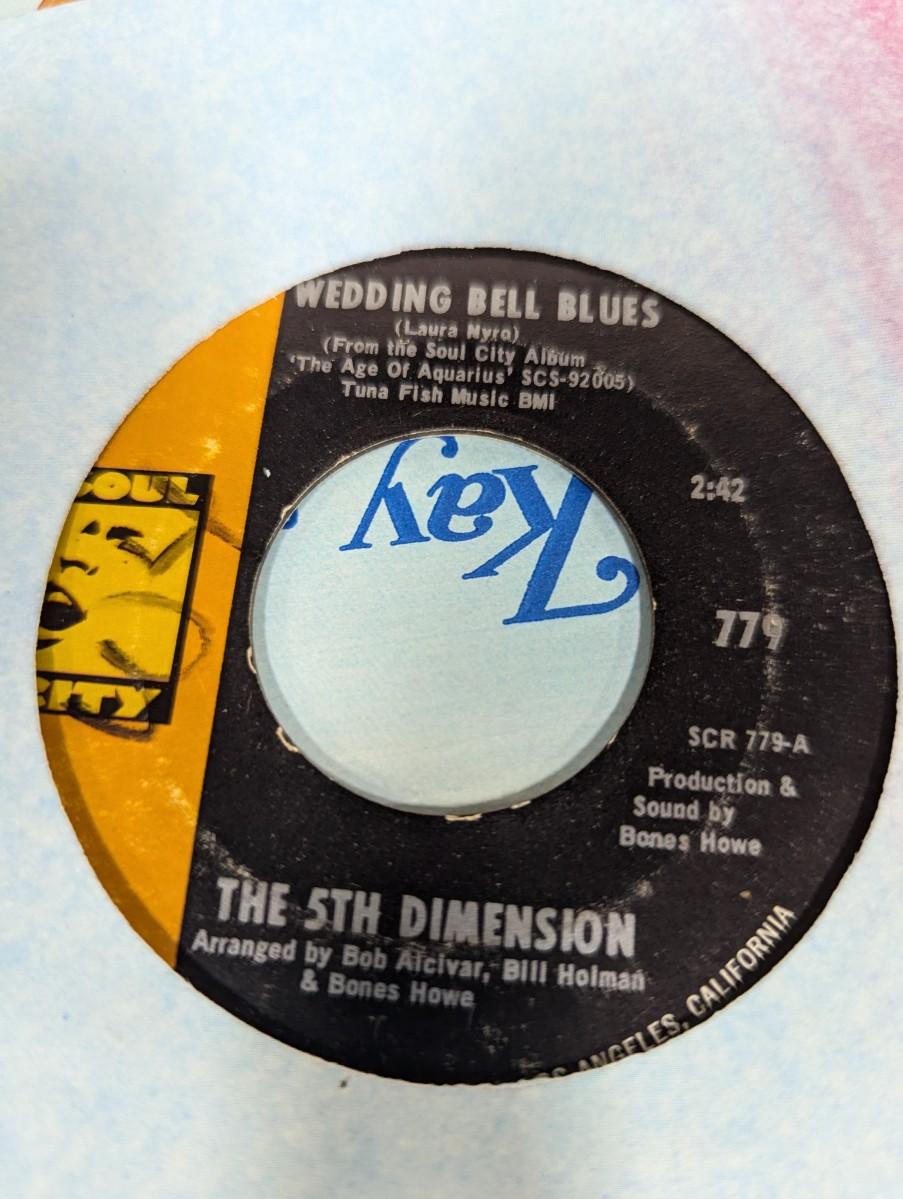 WEDDING BELL BLUES
(Laura Nyro)
(From the Soul City Album
'The Age Of Aquarius' SCS-92005)
Tuna Fish Music BMI
SOUL
CITY
Kay
2:42
779
SCR 779-A
Production &
Sound by
Bones Howe
THE 5TH DIMENSION
Arranged by Bob Alcivar, Bill Holman
& Bones Howe
LOS ANGELES, CALIFORNIA